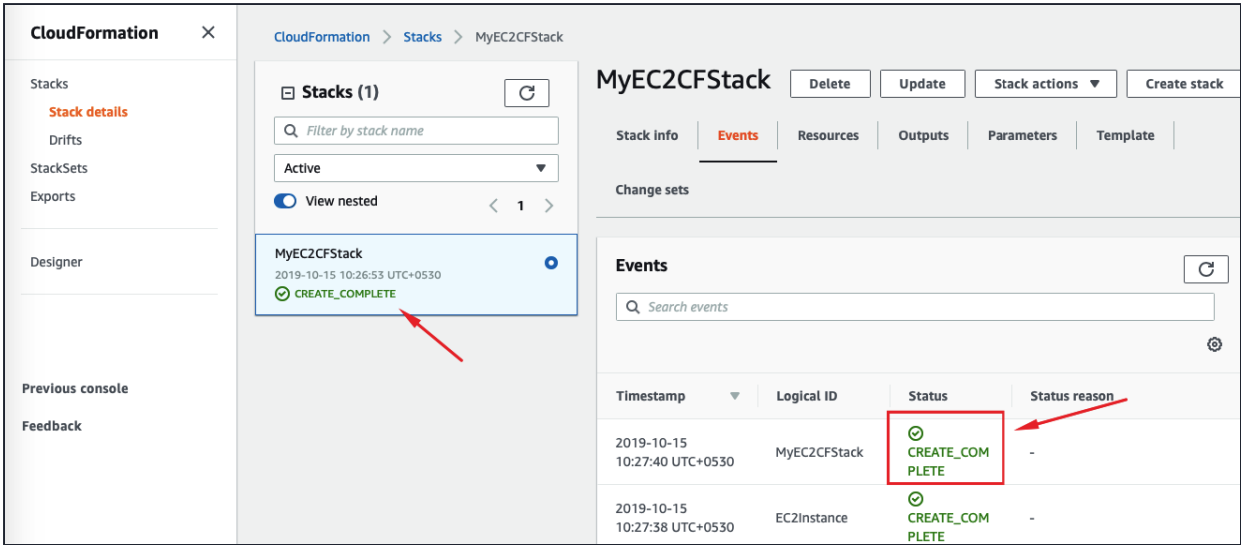 CloudFormation
Stacks
Stack details
Drifts
StackSets
Exports
Designer
Previous console
Feedback
CloudFormation > Stacks > MyEC2CFStack
Stacks (1)
Filter by stack name
Active
View nested
< 1 >
MyEC2CFStack
2019-10-15 10:26:53 UTC+0530
CREATE_COMPLETE
MyEC2CFStack Delete Update Stack actions Create stack
Stack info Events Resources Outputs Parameters Template
Change sets
Events
Search events
Timestamp Logical ID Status Status reason
2019-10-15
10:27:40 UTC+0530
MyEC2CFStack
CREATE_COM
PLETE
-
2019-10-15
10:27:38 UTC+0530
EC2Instance
CREATE_COM
PLETE
-